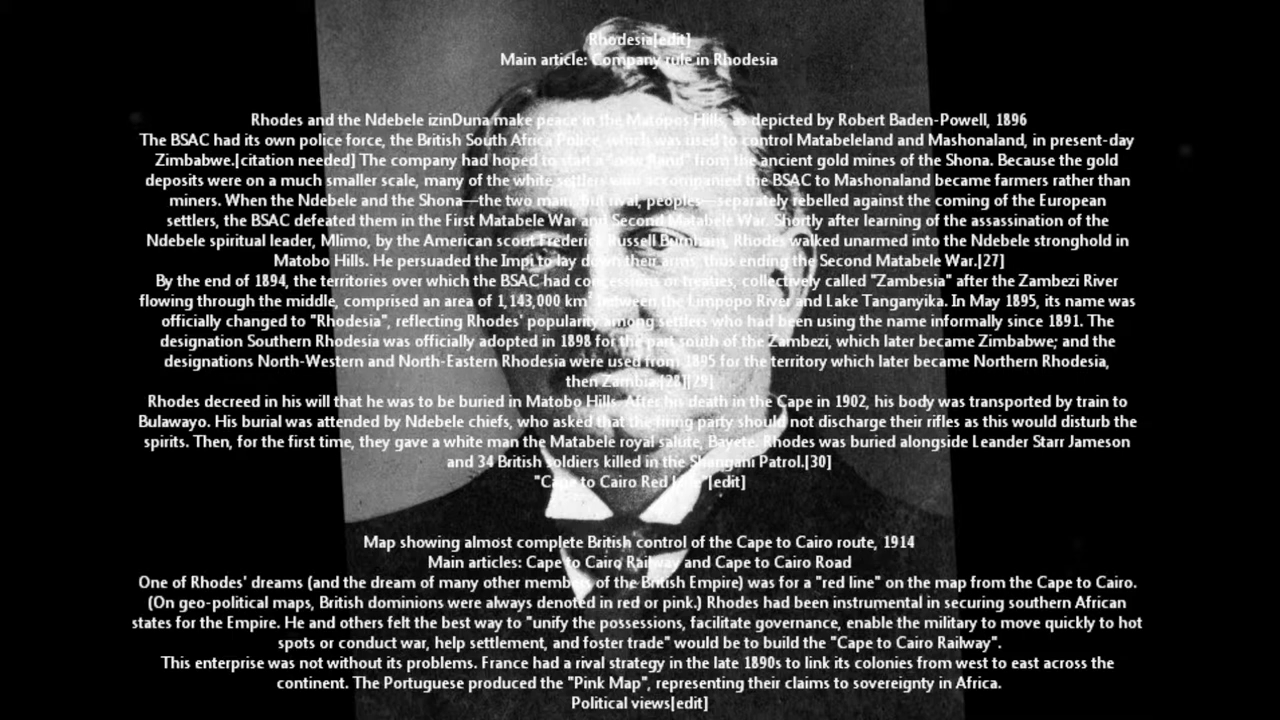 Rhodesia[edit]
Main article: Company rule in Rhodesia
Rhodes and the Ndebele izinDuna make peace in the Matopos Hills, as depicted by Robert Baden-Powell, 1896
The BSAC had its own police force, the British South Africa Police, which was used to control Matabeleland and Mashonaland, in present-day
Zimbabwe.[citation needed] The company had hoped to start a "new Rand" from the ancient gold mines of the Shona. Because the gold
deposits were on a much smaller scale, many of the white settlers who accompanied the BSAC to Mashonaland became farmers rather than
miners. When the Ndebele and the Shona—the two main, but rival, peoples—separately rebelled against the coming of the European
settlers, the BSAC defeated them in the First Matabele War and Second Matabele War. Shortly after learning of the assassination of the
Ndebele spiritual leader, Mlimo, by the American scout Frederick Russell Burnham, Rhodes walked unarmed into the Ndebele stronghold in
Matobo Hills. He persuaded the Impi to lay down their arms, thus ending the Second Matabele War.[27]
By the end of 1894, the territories over which the BSAC had concessions or treaties, collectively called "Zambesia" after the Zambezi River
flowing through the middle, comprised an area of 1,143,000 km² between the Limpopo River and Lake Tanganyika. In May 1895, its name was
officially changed to "Rhodesia", reflecting Rhodes' popularity among settlers who had been using the name informally since 1891. The
designation Southern Rhodesia was officially adopted in 1898 for the part south of the Zambezi, which later became Zimbabwe; and the
designations North-Western and North-Eastern Rhodesia were used from 1895 for the territory which later became Northern Rhodesia,
then Zambia.[28][29]
Rhodes decreed in his will that he was to be buried in Matobo Hills. After his death in the Cape in 1902, his body was transported by train to
Bulawayo. His burial was attended by Ndebele chiefs, who asked that the firing party should not discharge their rifles as this would disturb the
spirits. Then, for the first time, they gave a white man the Matabele royal salute, Bayete. Rhodes was buried alongside Leander Starr Jameson
and 34 British soldiers killed in the Shangani Patrol.[30]
"Cape to Cairo Red Line"[edit]
Map showing almost complete British control of the Cape to Cairo route, 1914
Main articles: Cape to Cairo Railway and Cape to Cairo Road
One of Rhodes' dreams (and the dream of many other members of the British Empire) was for a "red line" on the map from the Cape to Cairo.
(On geo-political maps, British dominions were always denoted in red or pink.) Rhodes had been instrumental in securing southern African
states for the Empire. He and others felt the best way to "unify the possessions, facilitate governance, enable the military to move quickly to hot
spots or conduct war, help settlement, and foster trade" would be to build the "Cape to Cairo Railway".
This enterprise was not without its problems. France had a rival strategy in the late 1890s to link its colonies from west to east across the
continent. The Portuguese produced the "Pink Map", representing their claims to sovereignty in Africa.
Political views[edit]